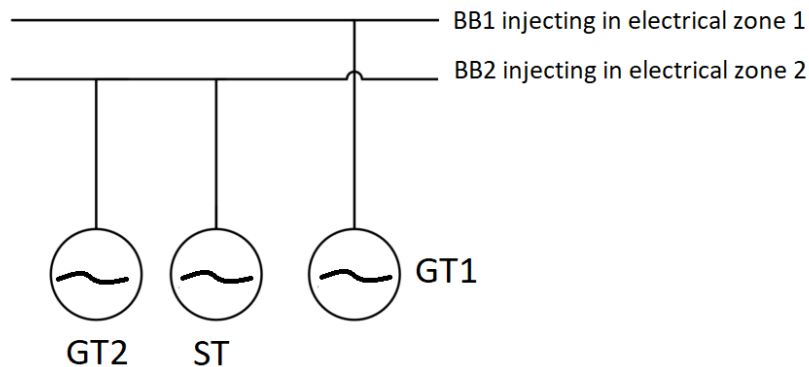 BB1 injecting in electrical zone 1
BB2 injecting in electrical zone 2
GT1
GT2
ST